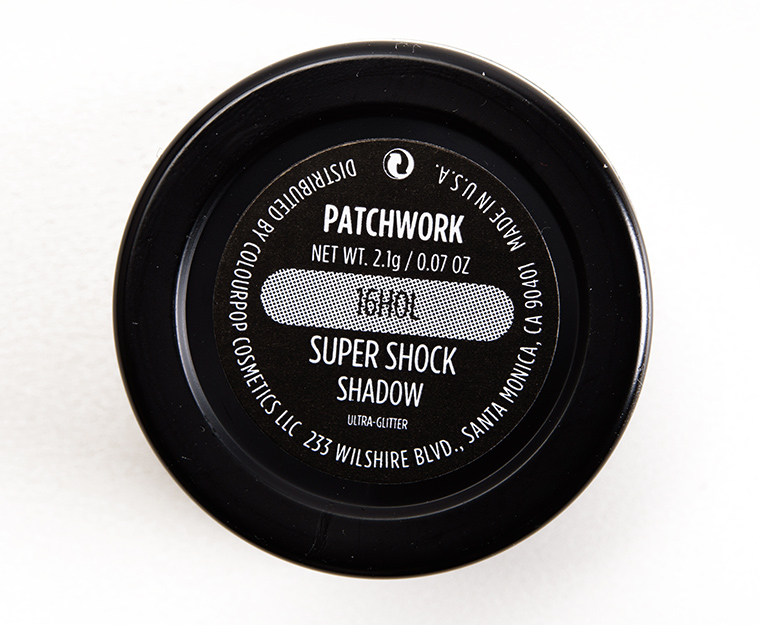 PATCHWORK
NET WT. 2.1g / 0.07 OZ
16HOL
SUPER SHOCK
SHADOW
ULTRA-GLITTER
DISTRIBUTED BY COLOURPOP COSMETICS LLC 233 WILSHIRE BLVD., SANTA MONICA, CA 90401 MADE IN U.S.A.